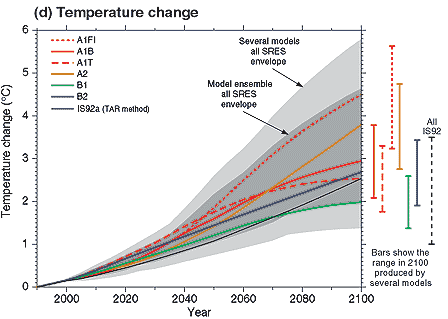 (d) Temperature change
6
5
4
3
2
1
0
Temperature change (°C)
A1FI
A1B
A1T
A2
B1
B2
IS92a (TAR method)
Several models
all SRES
envelope
Model ensemble
all SRES
envelope
2000 2020 2040 2060 2080 2100
Year
All
IS92
Bars show the
range in 2100
produced by
several models